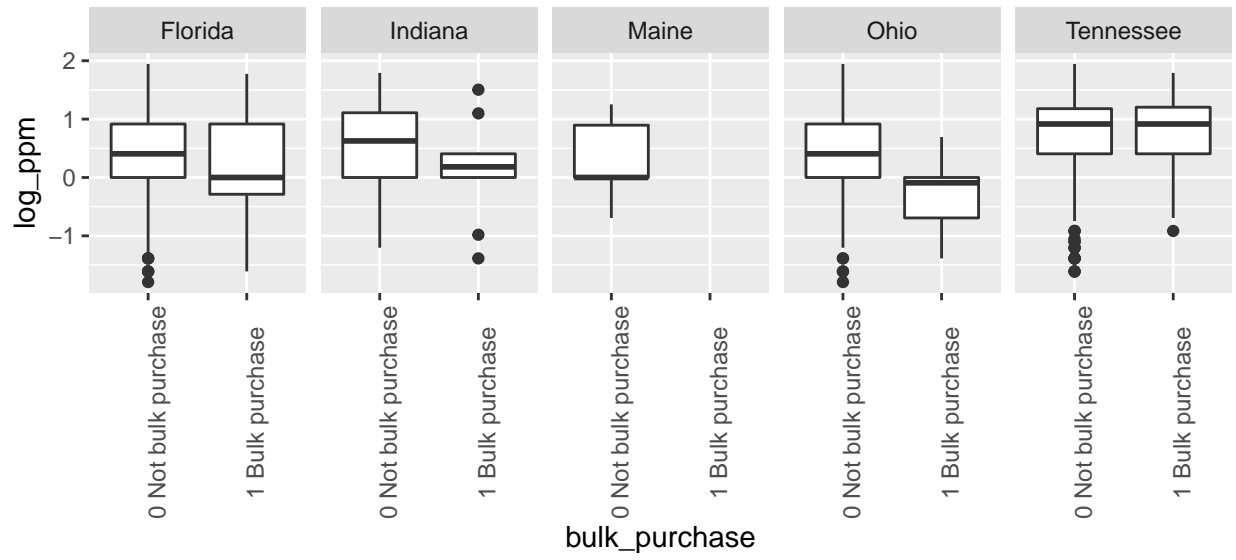 Florida Indiana Maine Ohio Tennessee
2
1
0
−1
log_ppm
0 Not bulk purchase
1 Bulk purchase
0 Not bulk purchase
1 Bulk purchase
0 Not bulk purchase
1 Bulk purchase
0 Not bulk purchase
1 Bulk purchase
0 Not bulk purchase
1 Bulk purchase
bulk_purchase